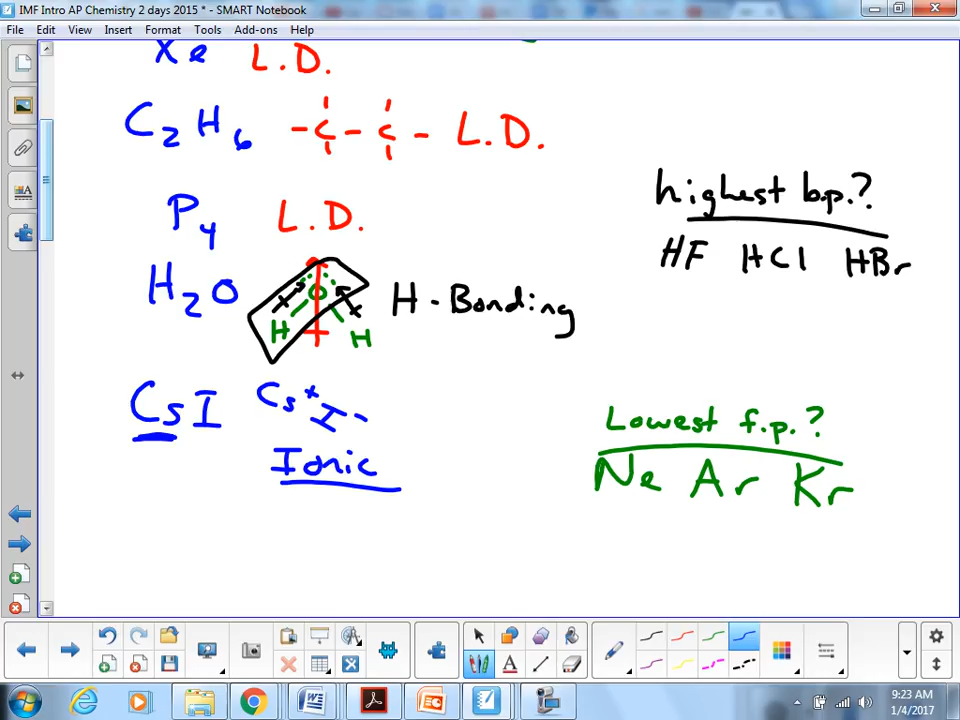 IMF Intro AP Chemistry 2 days 2015 * - SMART Notebook
File Edit View Insert Format Tools Add-ons Help
Xe L.D.
C2H6 -C-C- L.D.
P4 L.D.
highest b.p.?
HF HCl HBr
H2O O H H H-Bonding
CsI Cs+ I-
Ionic
Lowest f.p.?
Ne Ar Kr
9:23 AM
1/4/2017